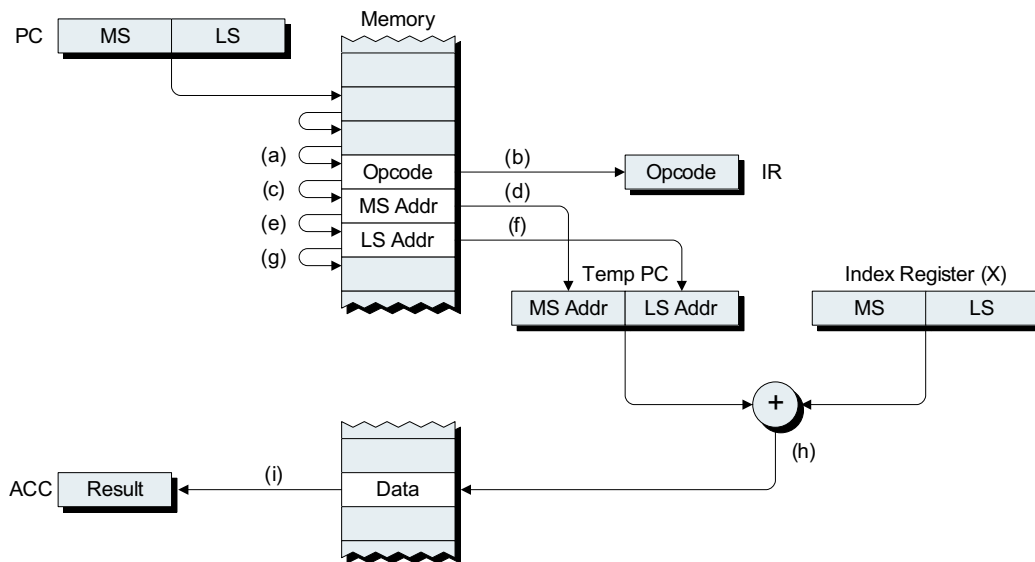 Memory
PC
MS LS
(a)
(b)
Opcode
Opcode
IR
(c)
(d)
MS Addr
(e)
(f)
LS Addr
(g)
Temp PC
Index Register (X)
MS Addr LS Addr
MS LS
+
(h)
(i)
ACC
Result
Data